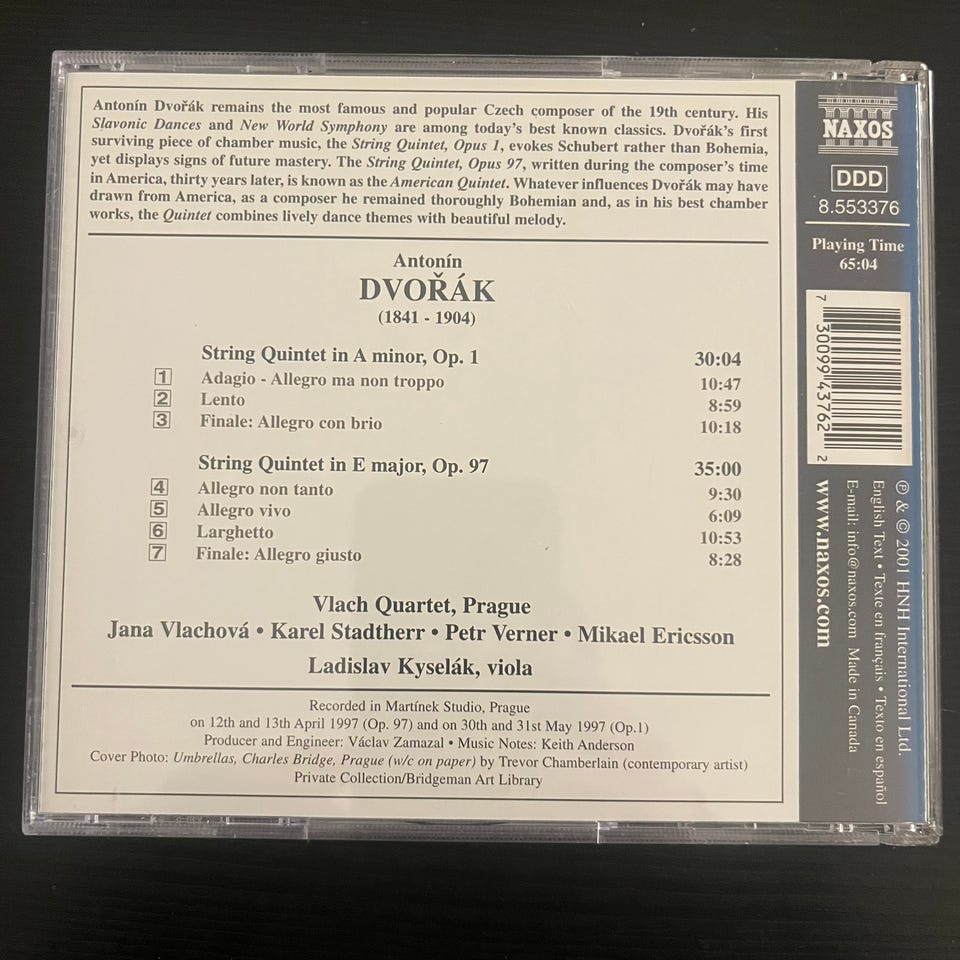 Antonín Dvořák remains the most famous and popular Czech composer of the 19th century. His
Slavonic Dances and New World Symphony are among today's best known classics. Dvořák's first
surviving piece of chamber music, the String Quintet, Opus 1, evokes Schubert rather than Bohemia,
yet displays signs of future mastery. The String Quintet, Opus 97, written during the composer's time
in America, thirty years later, is known as the American Quintet. Whatever influences Dvořák may have
drawn from America, as a composer he remained thoroughly Bohemian and, as in his best chamber
works, the Quintet combines lively dance themes with beautiful melody.
Antonín
DVOŘÁK
(1841 - 1904)
String Quintet in A minor, Op. 1 30:04
1 Adagio - Allegro ma non troppo 10:47
2 Lento 8:59
3 Finale: Allegro con brio 10:18
String Quintet in E major, Op. 97 35:00
4 Allegro non tanto 9:30
5 Allegro vivo 6:09
6 Larghetto 10:53
7 Finale: Allegro giusto 8:28
Vlach Quartet, Prague
Jana Vlachová • Karel Stadtherr • Petr Verner • Mikael Ericsson
Ladislav Kyselák, viola
Recorded in Martínek Studio, Prague
on 12th and 13th April 1997 (Op. 97) and on 30th and 31st May 1997 (Op.1)
Producer and Engineer: Václav Zamazal • Music Notes: Keith Anderson
Cover Photo: Umbrellas, Charles Bridge, Prague (w/c on paper) by Trevor Chamberlain (contemporary artist)
Private Collection/Bridgeman Art Library
NAXOS
DDD
8.553376
Playing Time
65:04
7 30099 43762 2
℗ & © 2001 HNH International Ltd.
English Text • Texte en français • Texto en español
E-mail: info@naxos.com Made in Canada
www.naxos.com